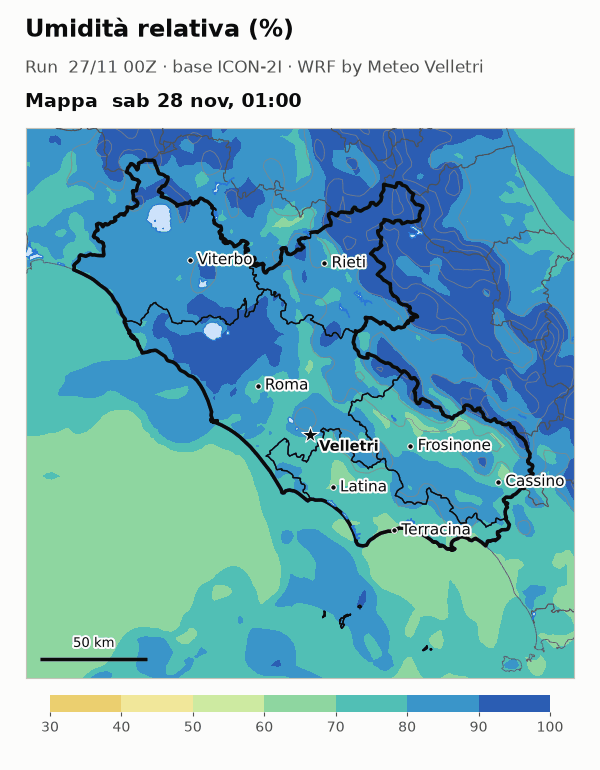 Umidità relativa (%)
Run  27/11 00Z · base ICON-2I · WRF by Meteo Velletri
Mappa  sab 28 nov, 01:00
Viterbo
Rieti
Roma
Velletri
Frosinone
Latina
Cassino
Terracina
50 km
30 40 50 60 70 80 90 100